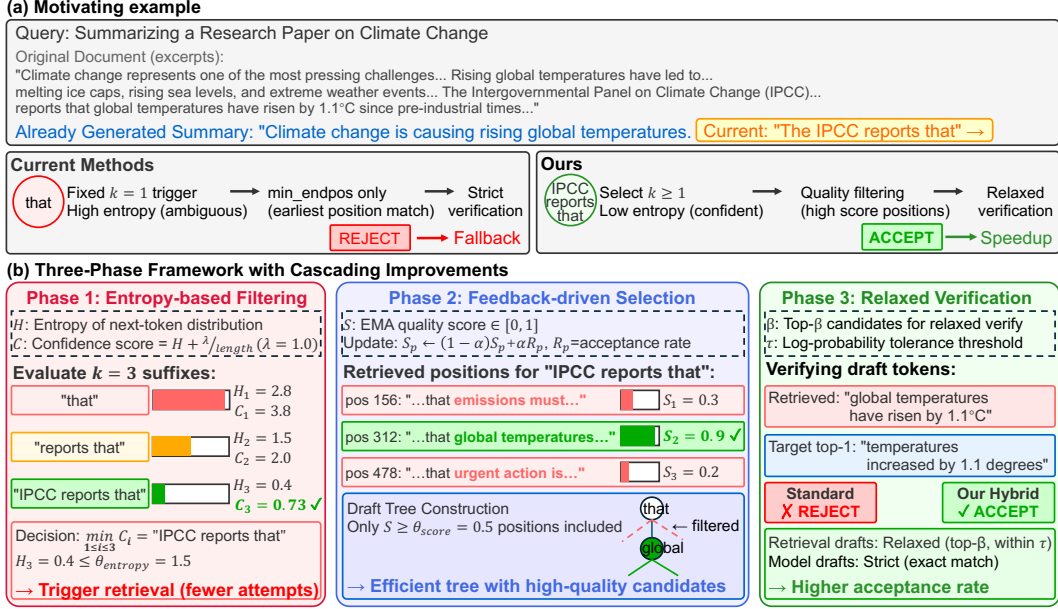 (a) Motivating example
Query: Summarizing a Research Paper on Climate Change
Original Document (excerpts):
"Climate change represents one of the most pressing challenges... Rising global temperatures have led to...
melting ice caps, rising sea levels, and extreme weather events... The Intergovernmental Panel on Climate Change (IPCC)...
reports that global temperatures have risen by 1.1°C since pre-industrial times..."
Already Generated Summary: "Climate change is causing rising global temperatures. Current: "The IPCC reports that" →
Current Methods
that
Fixed k = 1 trigger
High entropy (ambiguous)
min_endpos only
(earliest position match)
Strict
verification
REJECT
Fallback
Ours
IPCC
reports
that
Select k ≥ 1
Low entropy (confident)
Quality filtering
(high score positions)
Relaxed
verification
ACCEPT
Speedup
(b) Three-Phase Framework with Cascading Improvements
Phase 1: Entropy-based Filtering
H: Entropy of next-token distribution
C: Confidence score = H + λ/length (λ = 1.0)
Evaluate k = 3 suffixes:
"that"
H₁ = 2.8
C₁ = 3.8
"reports that"
H₂ = 1.5
C₂ = 2.0
"IPCC reports that"
H₃ = 0.4
C₃ = 0.73 ✓
Decision: min C_i = "IPCC reports that"
1≤i≤3
H₃ = 0.4 ≤ θ_entropy = 1.5
→ Trigger retrieval (fewer attempts)
Phase 2: Feedback-driven Selection
S: EMA quality score ∈ [0, 1]
Update: S_p ← (1 − α)S_p+αR_p, R_p=acceptance rate
Retrieved positions for "IPCC reports that":
pos 156: "...that emissions must..." S₁ = 0.3
pos 312: "...that global temperatures..." S₂ = 0.9 ✓
pos 478: "...that urgent action is..." S₃ = 0.2
Draft Tree Construction
Only S ≥ θ_score = 0.5 positions included
that
← filtered
global
→ Efficient tree with high-quality candidates
Phase 3: Relaxed Verification
β: Top-β candidates for relaxed verify
τ: Log-probability tolerance threshold
Verifying draft tokens:
Retrieved: "global temperatures
have risen by 1.1°C"
Target top-1: "temperatures
increased by 1.1 degrees"
Standard
✗ REJECT
Our Hybrid
✓ ACCEPT
Retrieval drafts: Relaxed (top-β, within τ)
Model drafts: Strict (exact match)
→ Higher acceptance rate